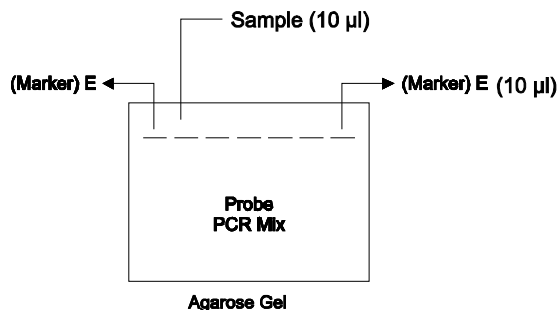 Sample (10 µl)
(Marker) E
(Marker) E (10 µl)
Probe
PCR Mix
Agarose Gel